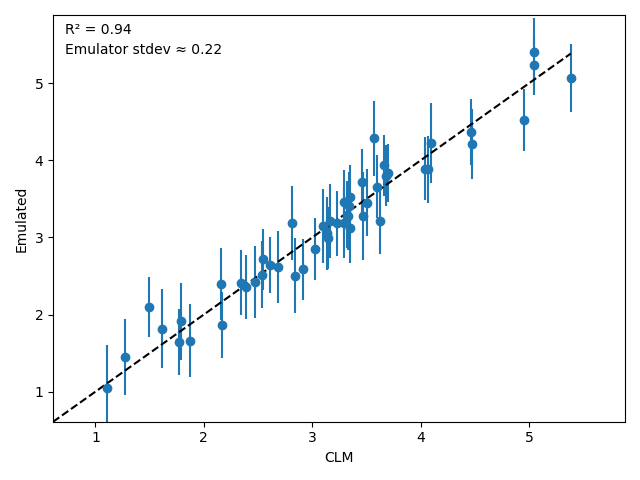 R² = 0.94
Emulator stdev ≈ 0.22
5
4
3
2
1
Emulated
1
2
3
4
5
CLM